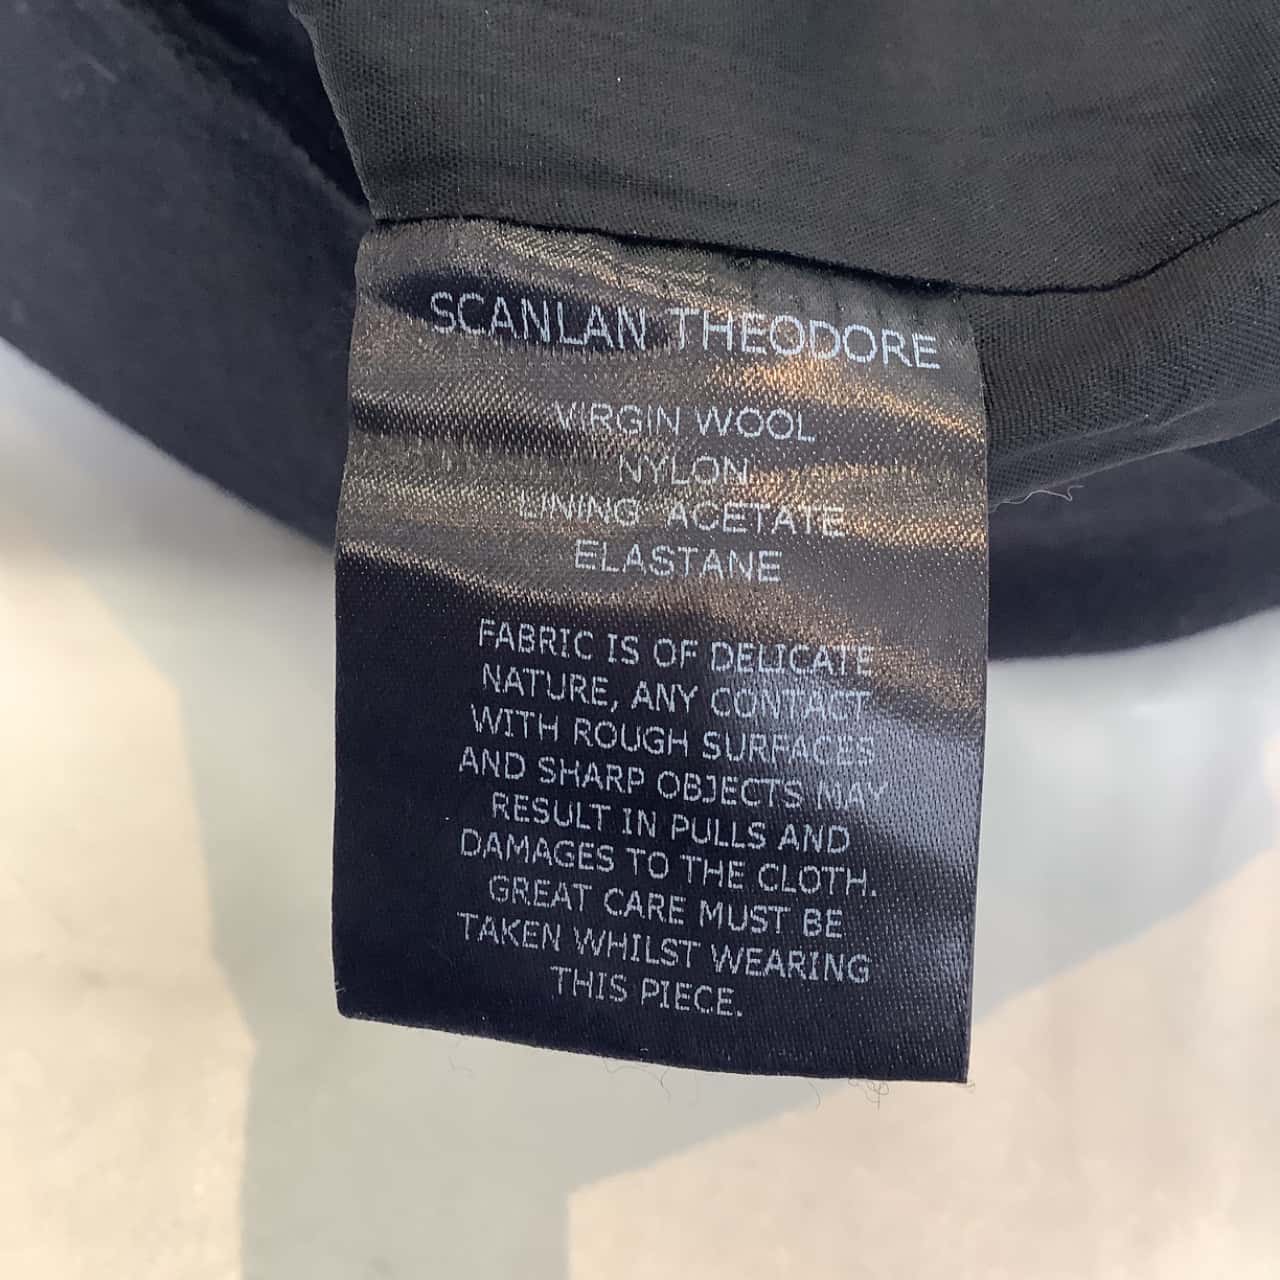 SCANLAN THEODORE
VIRGIN WOOL
NYLON
LINING ACETATE
ELASTANE
FABRIC IS OF DELICATE
NATURE, ANY CONTACT
WITH ROUGH SURFACES
AND SHARP OBJECTS MAY
RESULT IN PULLS AND
DAMAGES TO THE CLOTH.
GREAT CARE MUST BE
TAKEN WHILST WEARING
THIS PIECE.